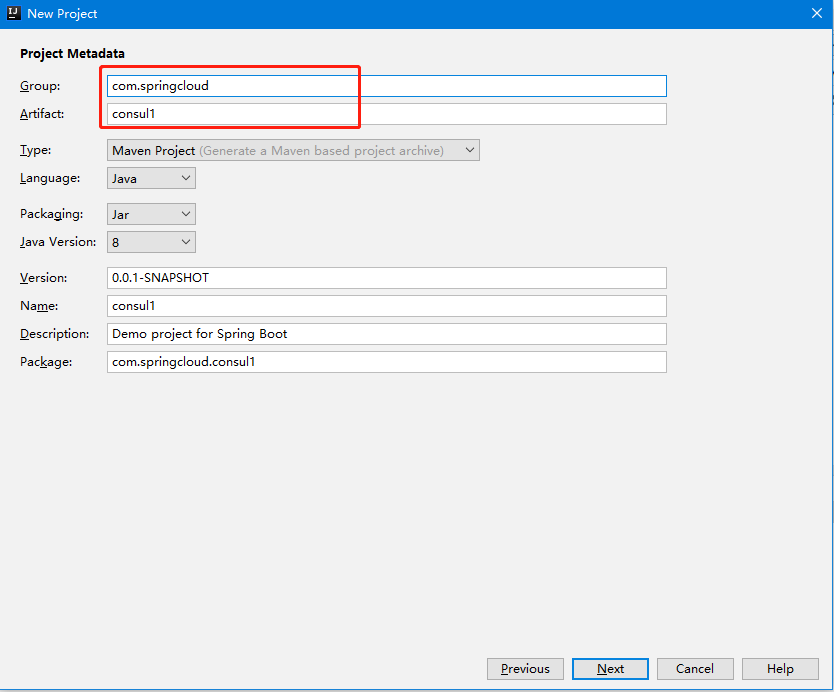 New Project
Project Metadata
Group: com.springcloud
Artifact: consul1
Type: Maven Project (Generate a Maven based project archive)
Language: Java
Packaging: Jar
Java Version: 8
Version: 0.0.1-SNAPSHOT
Name: consul1
Description: Demo project for Spring Boot
Package: com.springcloud.consul1
Previous Next Cancel Help